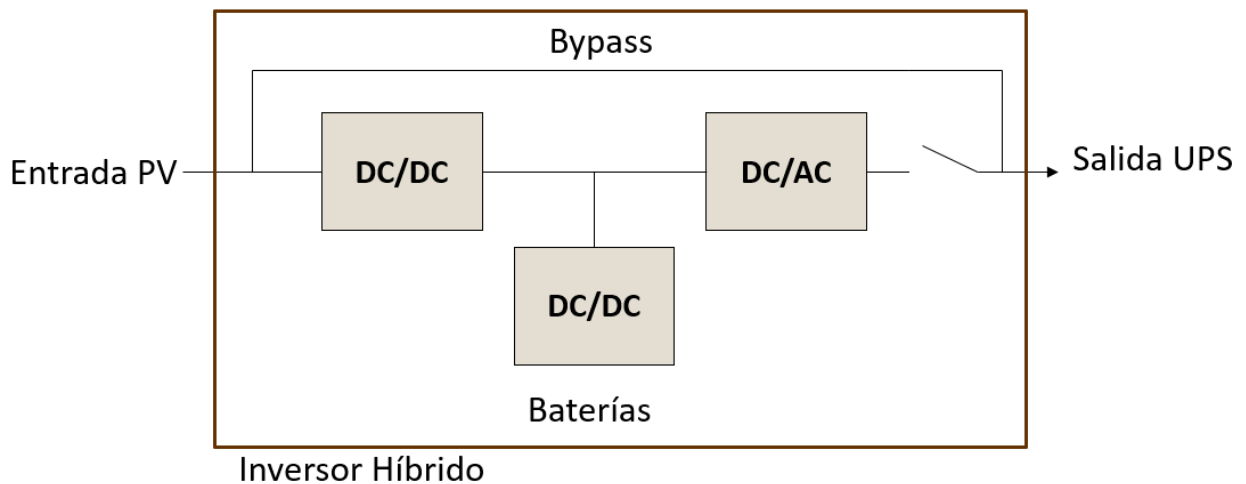 Bypass
Entrada PV
DC/DC
DC/AC
Salida UPS
DC/DC
Baterías
Inversor Híbrido